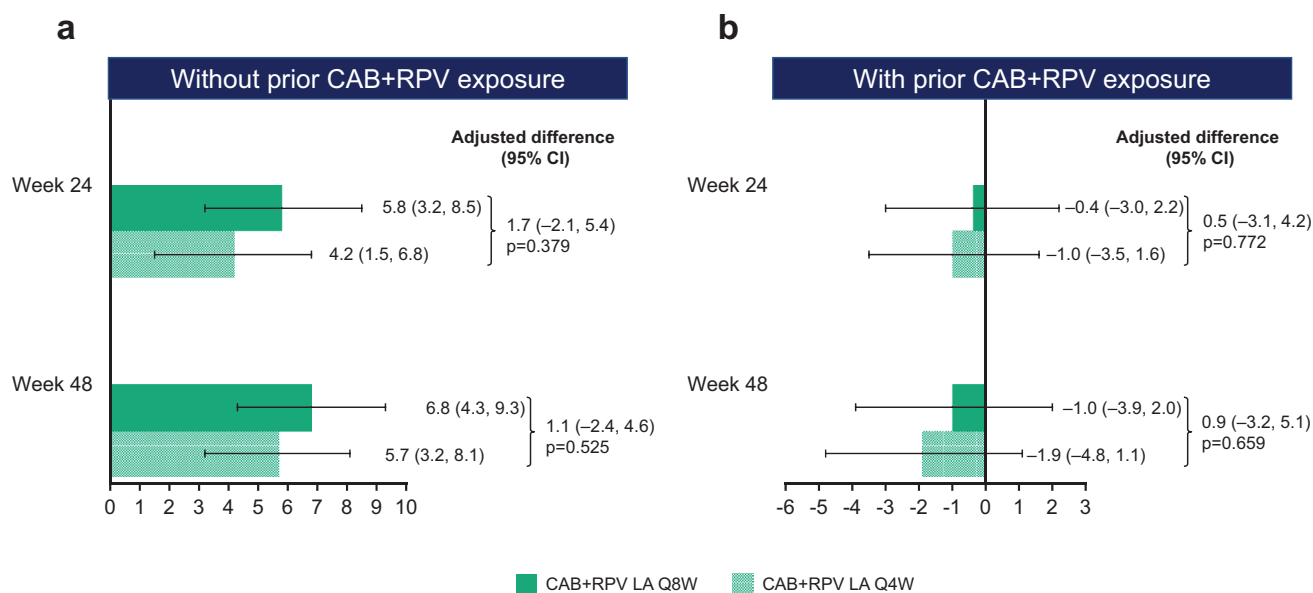 a
Without prior CAB+RPV exposure
Adjusted difference
(95% CI)
Week 24
5.8 (3.2, 8.5)
4.2 (1.5, 6.8)
1.7 (–2.1, 5.4)
p=0.379
Week 48
6.8 (4.3, 9.3)
5.7 (3.2, 8.1)
1.1 (–2.4, 4.6)
p=0.525
0 1 2 3 4 5 6 7 8 9 10
b
With prior CAB+RPV exposure
Adjusted difference
(95% CI)
Week 24
–0.4 (–3.0, 2.2)
–1.0 (–3.5, 1.6)
0.5 (–3.1, 4.2)
p=0.772
Week 48
–1.0 (–3.9, 2.0)
–1.9 (–4.8, 1.1)
0.9 (–3.2, 5.1)
p=0.659
-6 -5 -4 -3 -2 -1 0 1 2 3
CAB+RPV LA Q8W
CAB+RPV LA Q4W